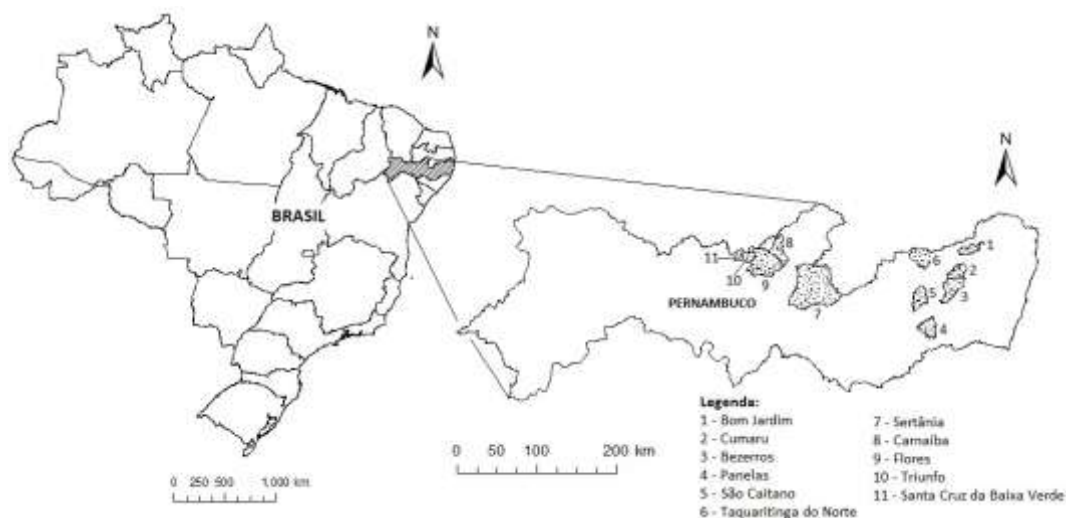 N
BRASIL
N
PERNAMBUCO
1
2
3
4
5
6
7
8
9
10
11
0 250 500 1.000 km
0 50 100 200 km
Legenda:
1 - Bom Jardim
2 - Cumaru
3 - Bezerros
4 - Panelas
5 - São Caitano
6 - Taquaritinga do Norte
7 - Sertânia
8 - Carnaíba
9 - Flores
10 - Triunfo
11 - Santa Cruz da Baixa Verde